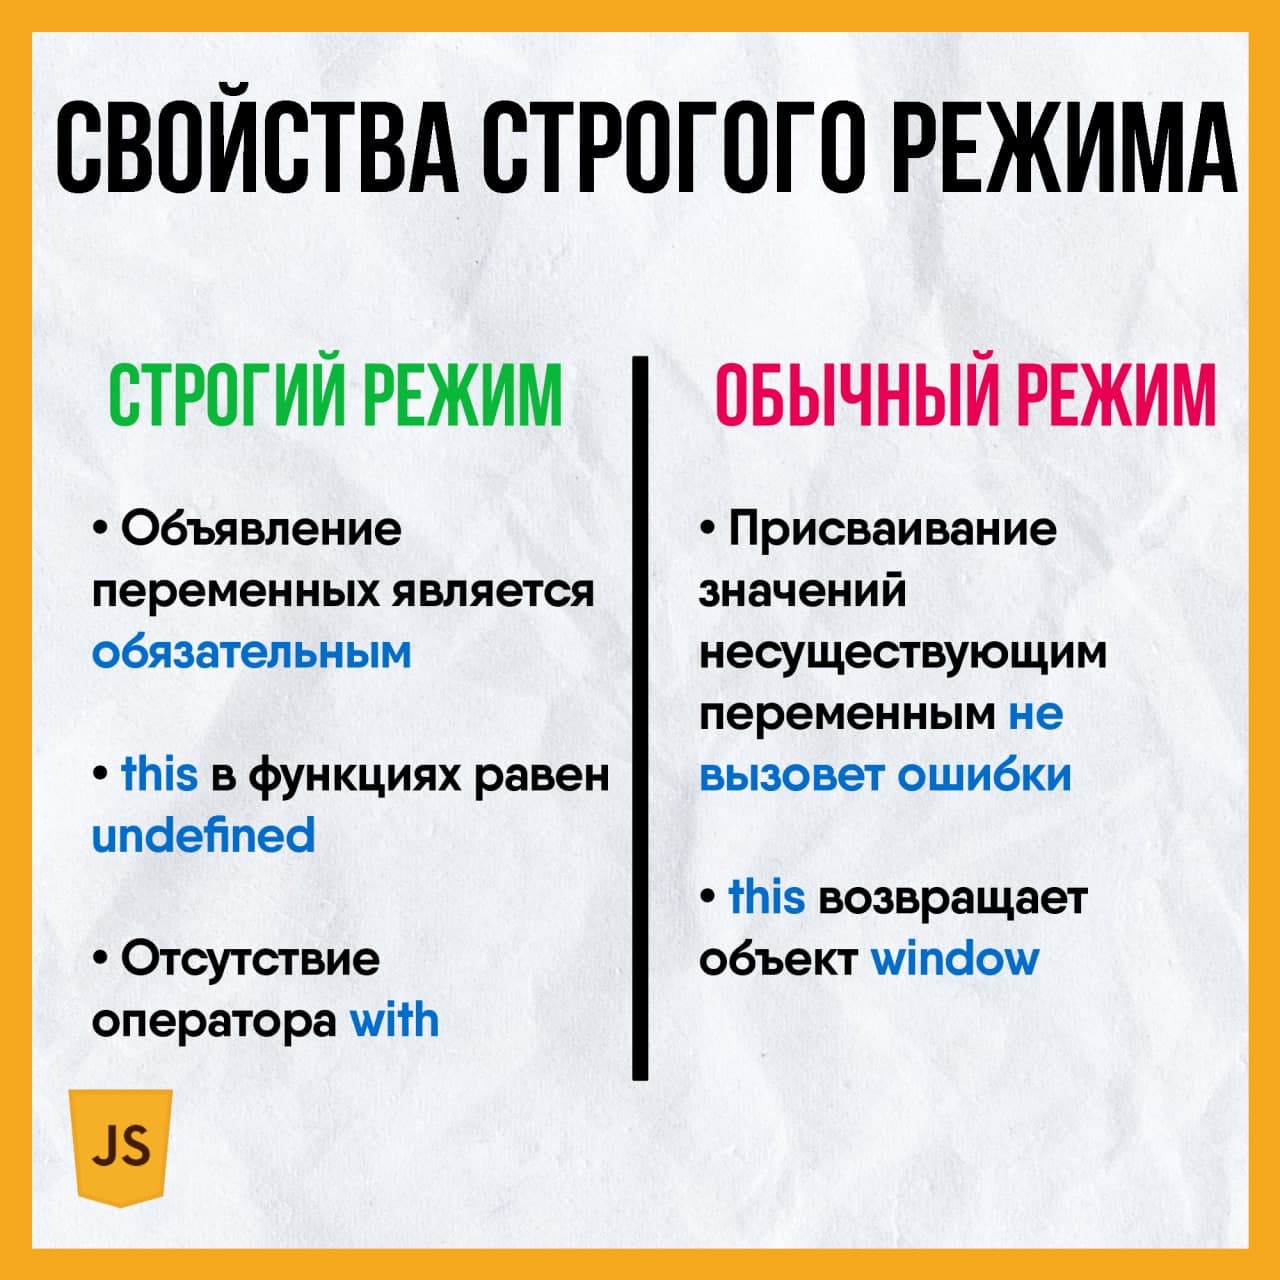 СВОЙСТВА СТРОГОГО РЕЖИМА
СТРОГИЙ РЕЖИМ
• Объявление
переменных является
обязательным
• this в функциях равен
undefined
• Отсутствие
оператора with
ОБЫЧНЫЙ РЕЖИМ
• Присваивание
значений
несуществующим
переменным не
вызовет ошибки
• this возвращает
объект window
JS